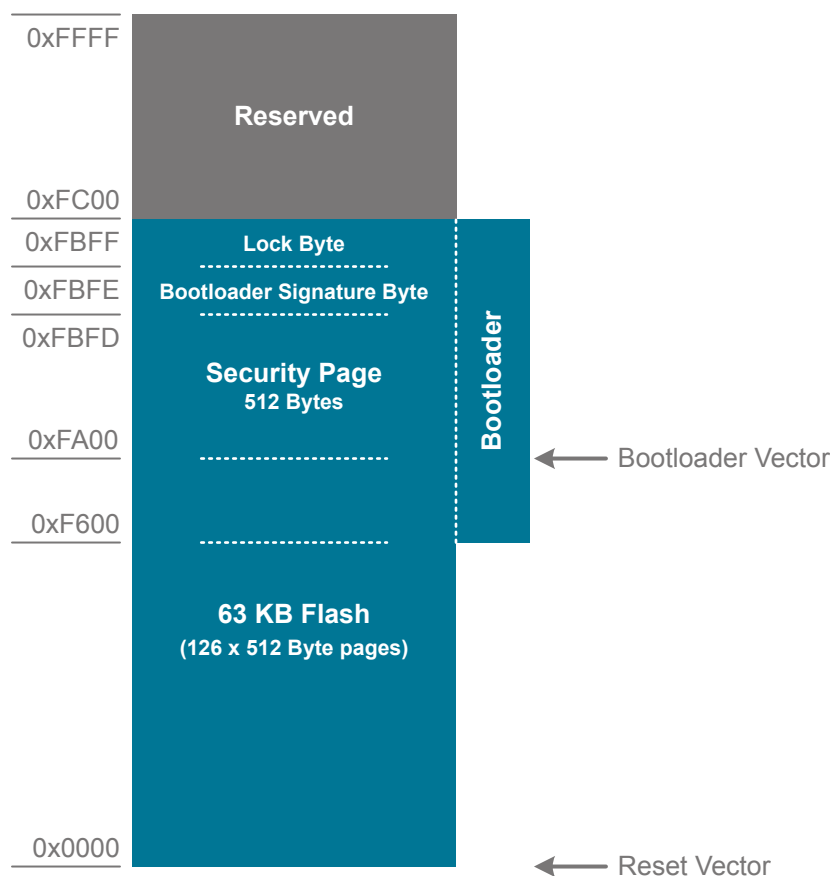 0xFFFF
Reserved
0xFC00
0xFBFF
Lock Byte
0xFBFE
Bootloader Signature Byte
0xFBFD
Security Page
512 Bytes
Bootloader
0xFA00
Bootloader Vector
0xF600
63 KB Flash
(126 x 512 Byte pages)
0x0000
Reset Vector